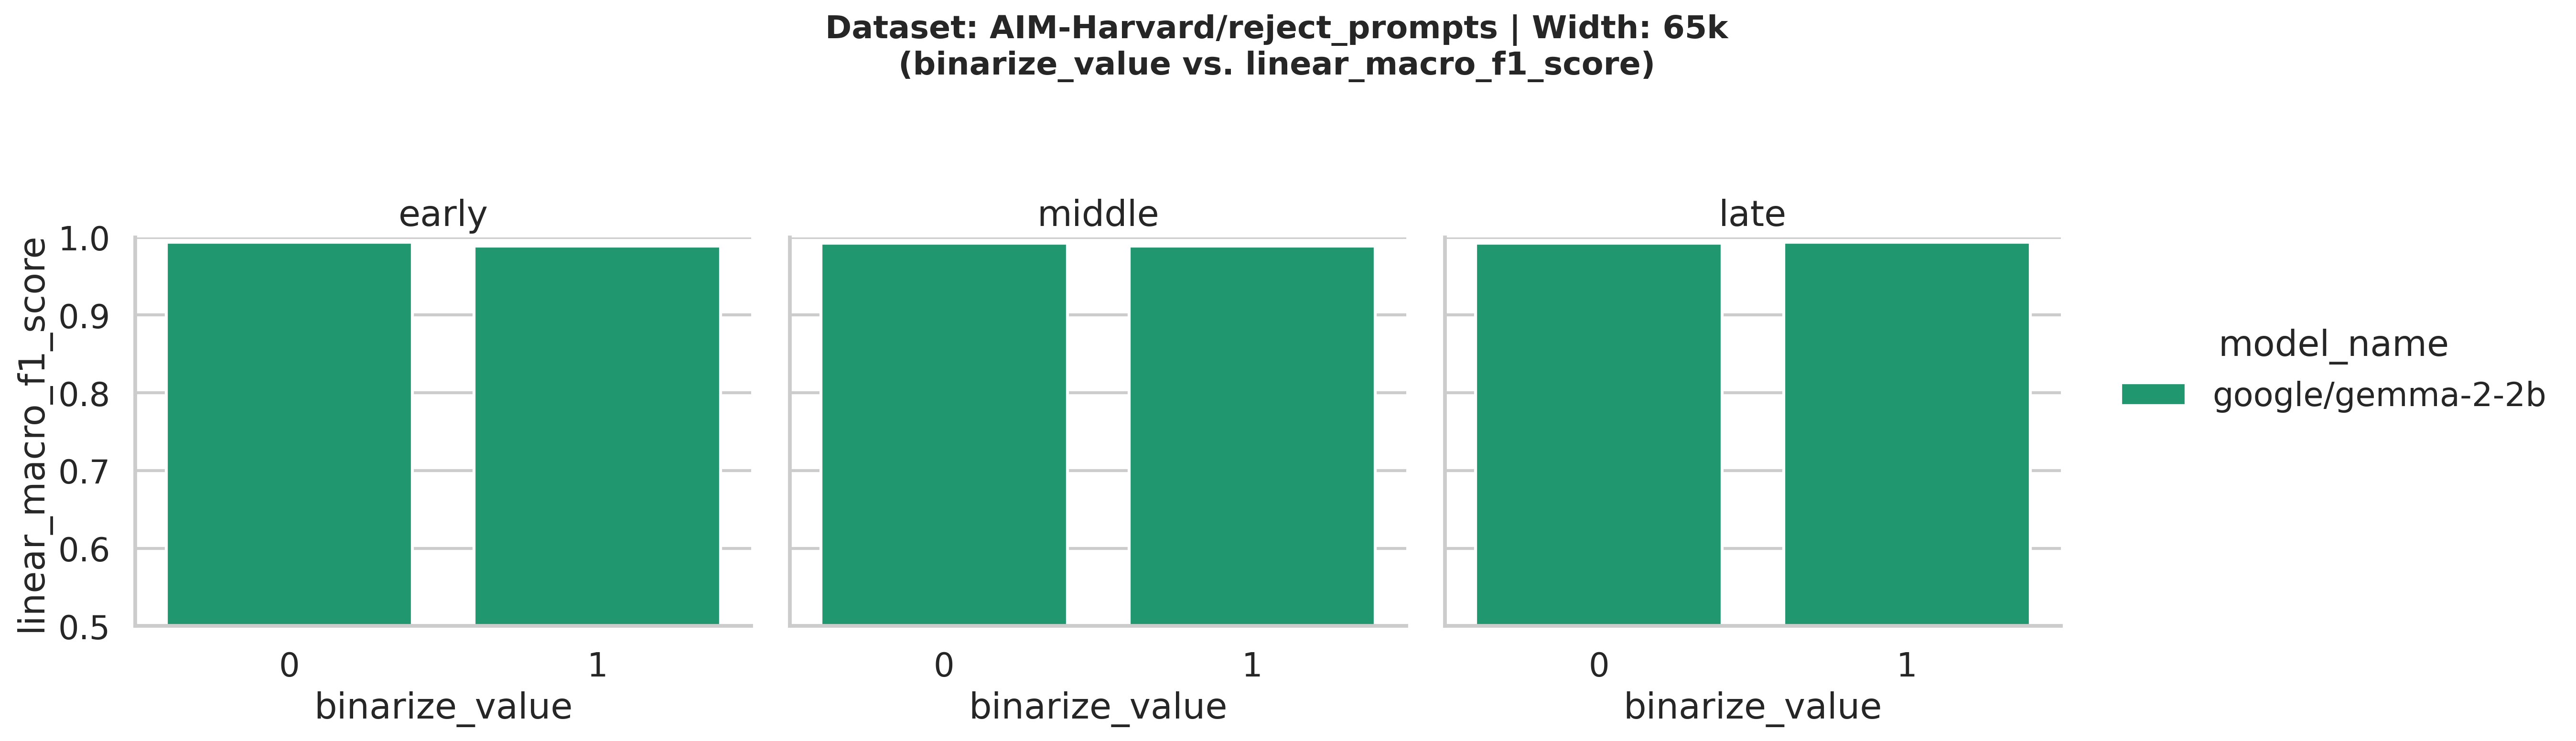 Dataset: AIM-Harvard/reject_prompts | Width: 65k
(binarize_value vs. linear_macro_f1_score)
early
middle
late
linear_macro_f1_score
1.0
0.9
0.8
0.7
0.6
0.5
0
1
0
1
0
1
binarize_value
binarize_value
binarize_value
model_name
google/gemma-2-2b